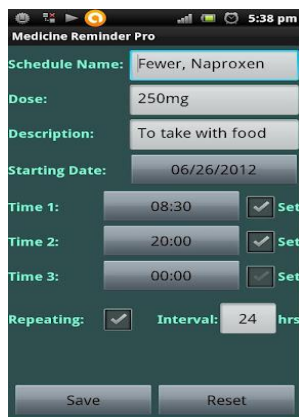 5:38 pm
Medicine Reminder Pro
Schedule Name: Fewer, Naproxen
Dose: 250mg
Description: To take with food
Starting Date: 06/26/2012
Time 1: 08:30 Set
Time 2: 20:00 Set
Time 3: 00:00 Set
Repeating: Interval: 24 hrs
Save Reset